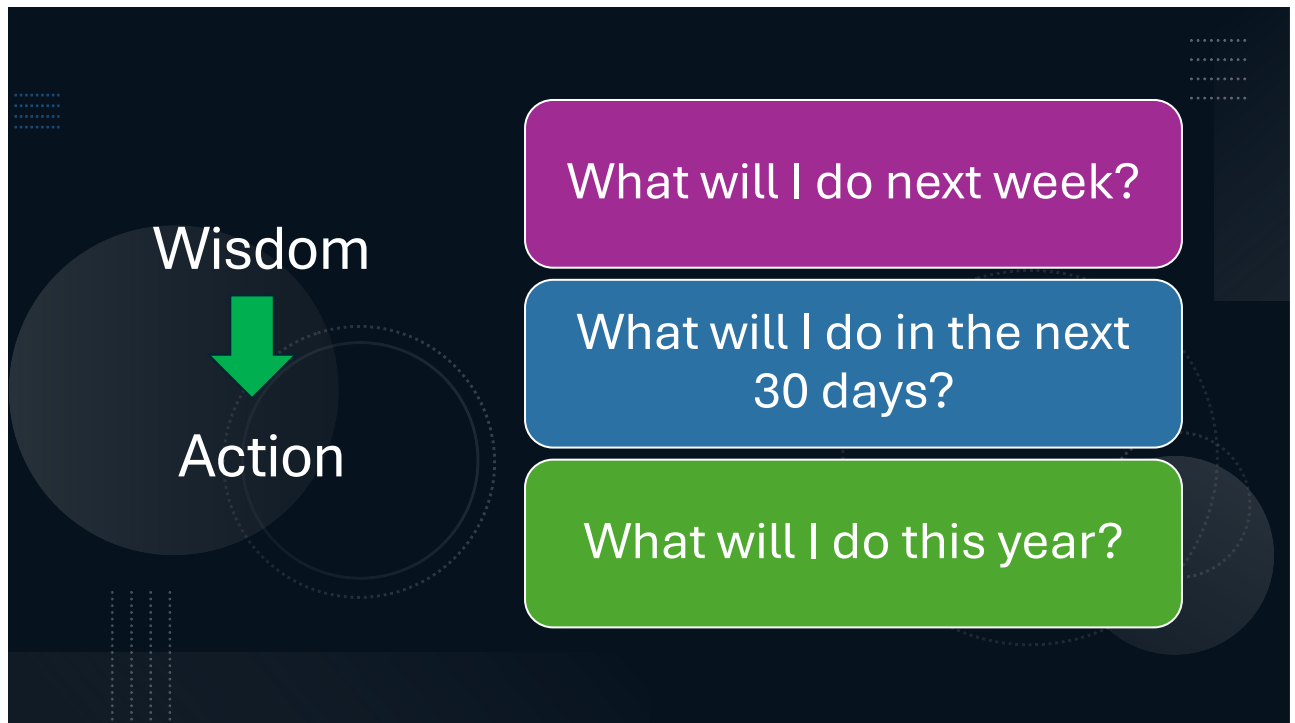 Wisdom
Action
What will I do next week?
What will I do in the next
30 days?
What will I do this year?